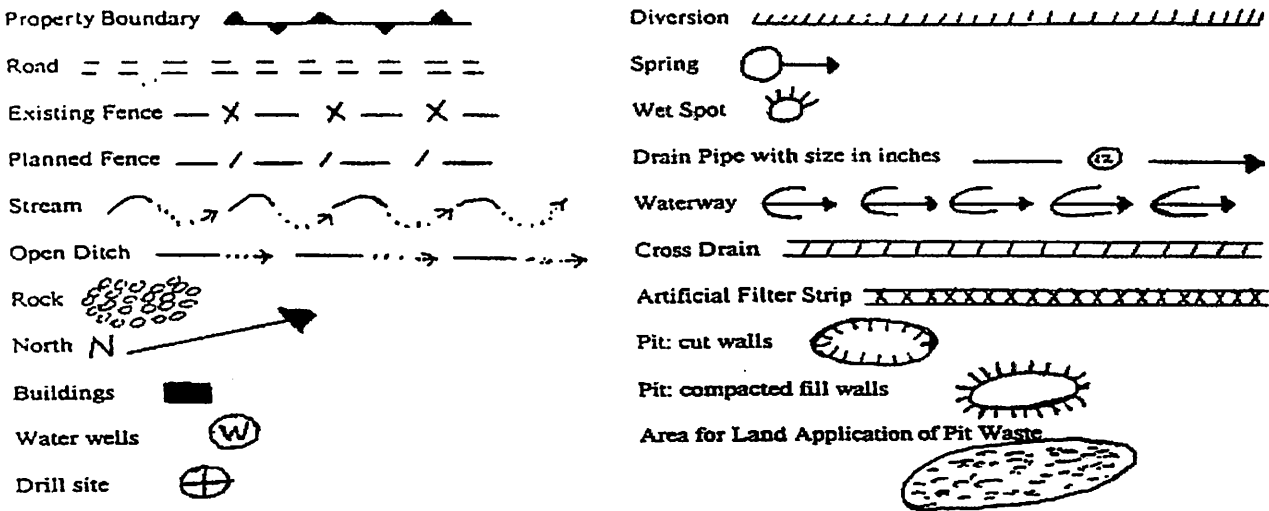 Property Boundary
Road
Existing Fence
Planned Fence
Stream
Open Ditch
Rock
North N
Buildings
Water wells W
Drill site
Diversion
Spring
Wet Spot
Drain Pipe with size in inches 12
Waterway
Cross Drain
Artificial Filter Strip
Pit: cut walls
Pit: compacted fill walls
Area for Land Application of Pit Waste